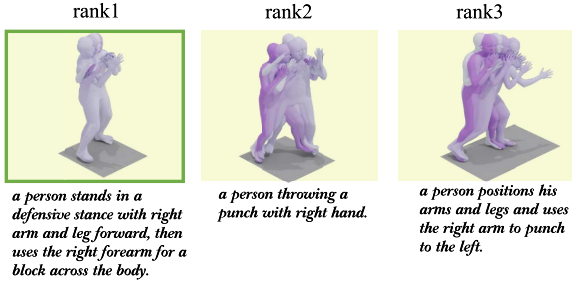 rank1
rank2
rank3
a person stands in a
defensive stance with right
arm and leg forward, then
uses the right forearm for a
block across the body.
a person throwing a
punch with right hand.
a person positions his
arms and legs and uses
the right arm to punch
to the left.